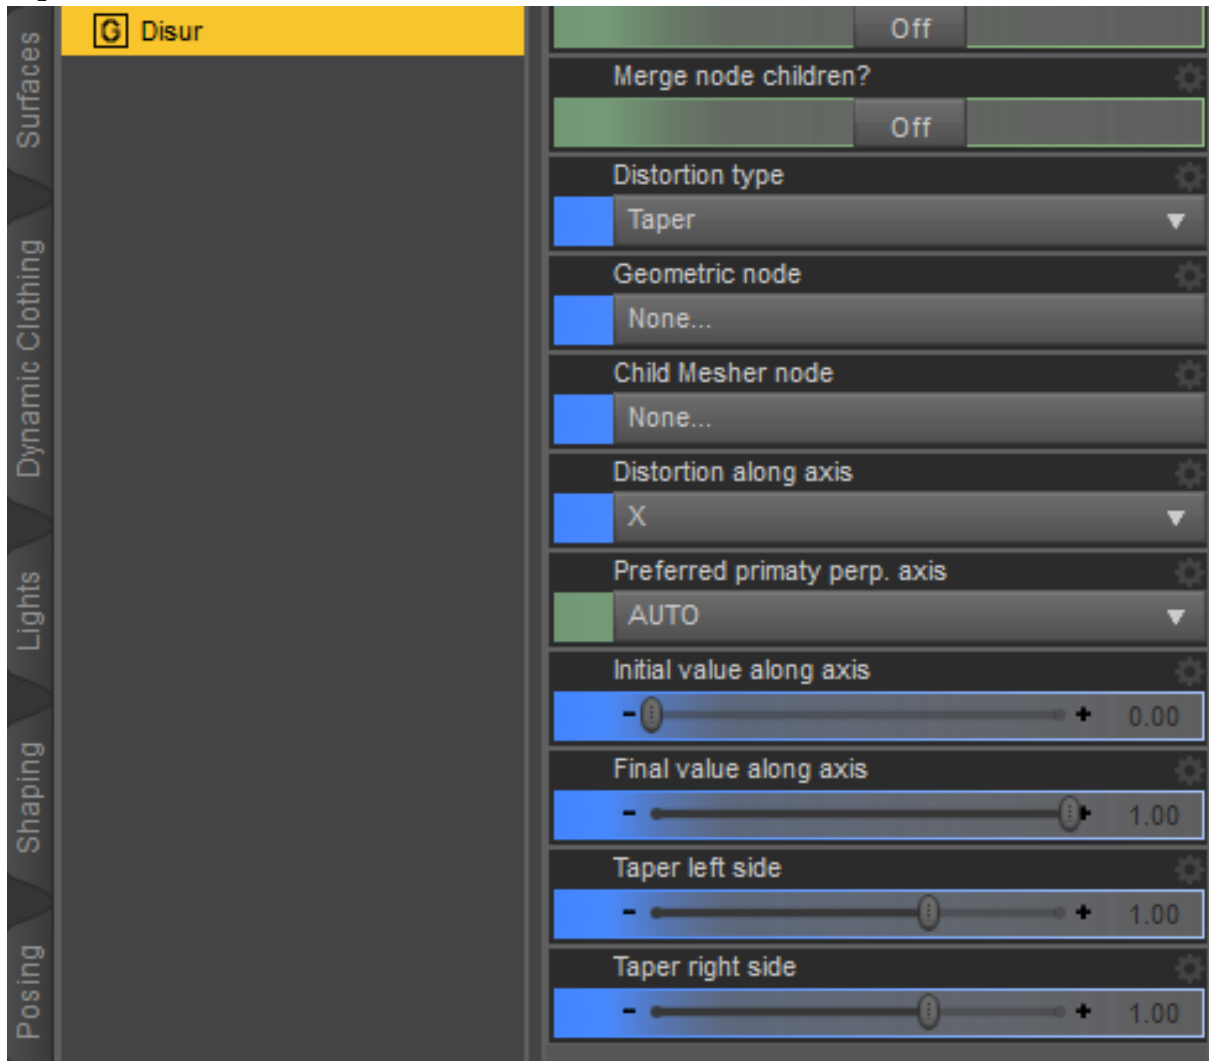 Surfaces
Dynamic Clothing
Lights
Shaping
Posing
G Disur
Off
Merge node children?
Off
Distortion type
Taper
Geometric node
None...
Child Mesher node
None...
Distortion along axis
X
Preferred primaty perp. axis
AUTO
Initial value along axis
- + 0.00
Final value along axis
- + 1.00
Taper left side
- + 1.00
Taper right side
- + 1.00